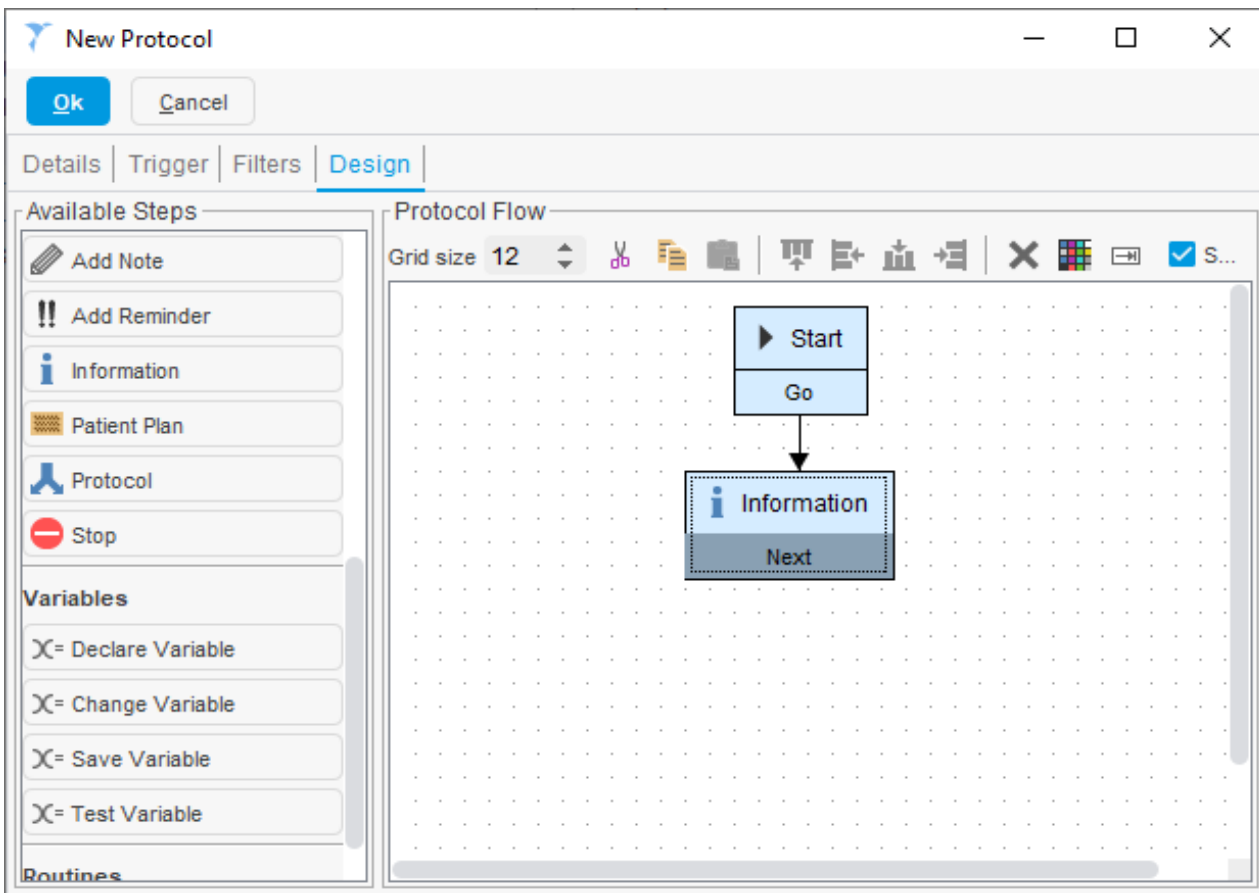 New Protocol
Ok
Cancel
Details
Trigger
Filters
Design
Available Steps
Add Note
Add Reminder
Information
Patient Plan
Protocol
Stop
Variables
X= Declare Variable
X= Change Variable
X= Save Variable
X= Test Variable
Routines
Protocol Flow
Grid size 12
S...
Start
Go
Information
Next